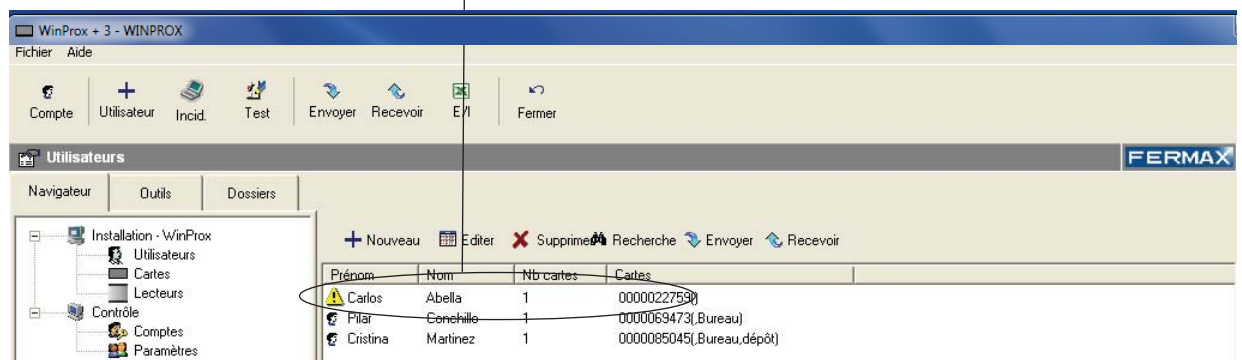 WinProx + 3 - WINPROX
Fichier Aide
Compte Utilisateur Incid. Test Envoyer Recevoir E/I Fermer
Utilisateurs FERMAX
Navigateur Outils Dossiers
Installation - WinProx
Utilisateurs
Cartes
Lecteurs
Contrôle
Comptes
Paramètres
Nouveau Editer Supprimer Recherche Envoyer Recevoir
Prénom Nom Nb cartes Cartes
Carlos Abella 1 0000022759()
Pilar Conchillo 1 0000069473(,Bureau)
Cristina Martinez 1 0000085045(,Bureau,dépôt)